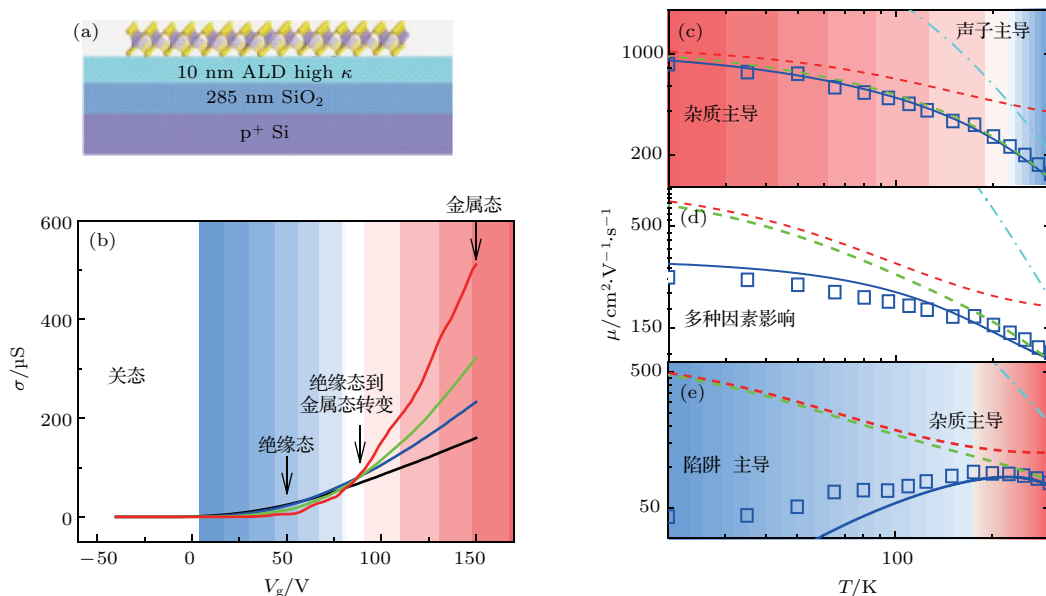 (a)
10 nm ALD high κ
285 nm SiO₂
p⁺ Si
(b)
600
400
200
0
σ/μS
−50
0
50
100
150
V_g/V
关态
绝缘态
绝缘态到
金属态转变
金属态
(c)
声子主导
杂质主导
1000
200
(d)
多种因素影响
500
150
μ/cm²·V⁻¹·s⁻¹
(e)
杂质主导
陷阱 主导
500
50
100
T/K